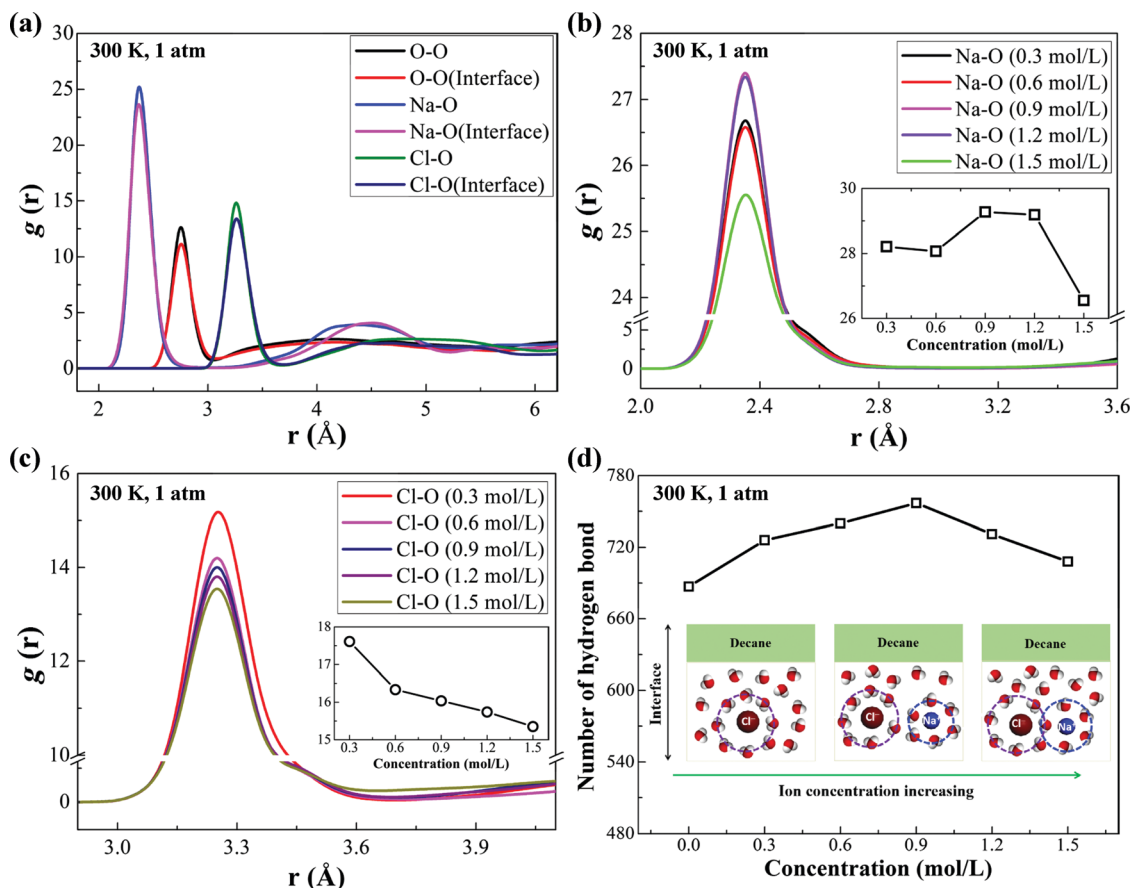 (a)
300 K, 1 atm
O-O
O-O(Interface)
Na-O
Na-O(Interface)
Cl-O
Cl-O(Interface)
g (r)
30
25
20
15
10
5
0
2
3
4
5
6
r (Å)
(b)
300 K, 1 atm
Na-O (0.3 mol/L)
Na-O (0.6 mol/L)
Na-O (0.9 mol/L)
Na-O (1.2 mol/L)
Na-O (1.5 mol/L)
g (r)
28
27
26
25
24
5
0
2.0
2.4
2.8
3.2
3.6
r (Å)
30
28
26
0.3
0.6
0.9
1.2
1.5
Concentration (mol/L)
(c)
300 K, 1 atm
Cl-O (0.3 mol/L)
Cl-O (0.6 mol/L)
Cl-O (0.9 mol/L)
Cl-O (1.2 mol/L)
Cl-O (1.5 mol/L)
g (r)
16
14
12
10
0
3.0
3.3
3.6
3.9
r (Å)
18
17
16
15
0.3
0.6
0.9
1.2
1.5
Concentration (mol/L)
(d)
300 K, 1 atm
Number of hydrogen bond
780
720
660
600
540
480
Interface
Decane
Decane
Decane
Cl⁻
Cl⁻
Na⁺
Cl⁻
Na⁺
Ion concentration increasing
0.0
0.3
0.6
0.9
1.2
1.5
Concentration (mol/L)